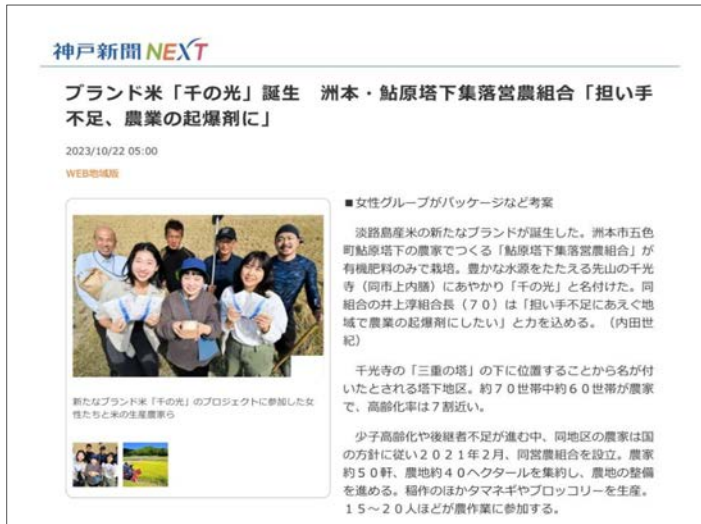 神戸新聞NEXT
ブランド米「千の光」誕生　洲本・鮎原塔下集落営農組合「担い手
不足、農業の起爆剤に」
2023/10/22 05:00
WEB地域版
新たなブランド米「千の光」のプロジェクトに参加した女
性たちと米の生産農家ら
■女性グループがパッケージなど考案
　淡路島産米の新たなブランドが誕生した。洲本市五色
町鮎原塔下の農家でつくる「鮎原塔下集落営農組合」が
有機肥料のみで栽培。豊かな水源をたたえる先山の千光
寺（同市上内膳）にあやかり「千の光」と名付けた。同
組合の井上淳組合長（７０）は「担い手不足にあえぐ地
域で農業の起爆剤にしたい」と力を込める。（内田世
紀）
　千光寺の「三重の塔」の下に位置することから名が付
いたとされる塔下地区。約７０世帯中約６０世帯が農家
で、高齢化率は７割近い。
　少子高齢化や後継者不足が進む中、同地区の農家は国
の方針に従い２０２１年２月、同営農組合を設立。農家
約５０軒、農地約４０ヘクタールを集約し、農地の整備
を進める。稲作のほかタマネギやブロッコリーを生産。
１５～２０人ほどが農作業に参加する。